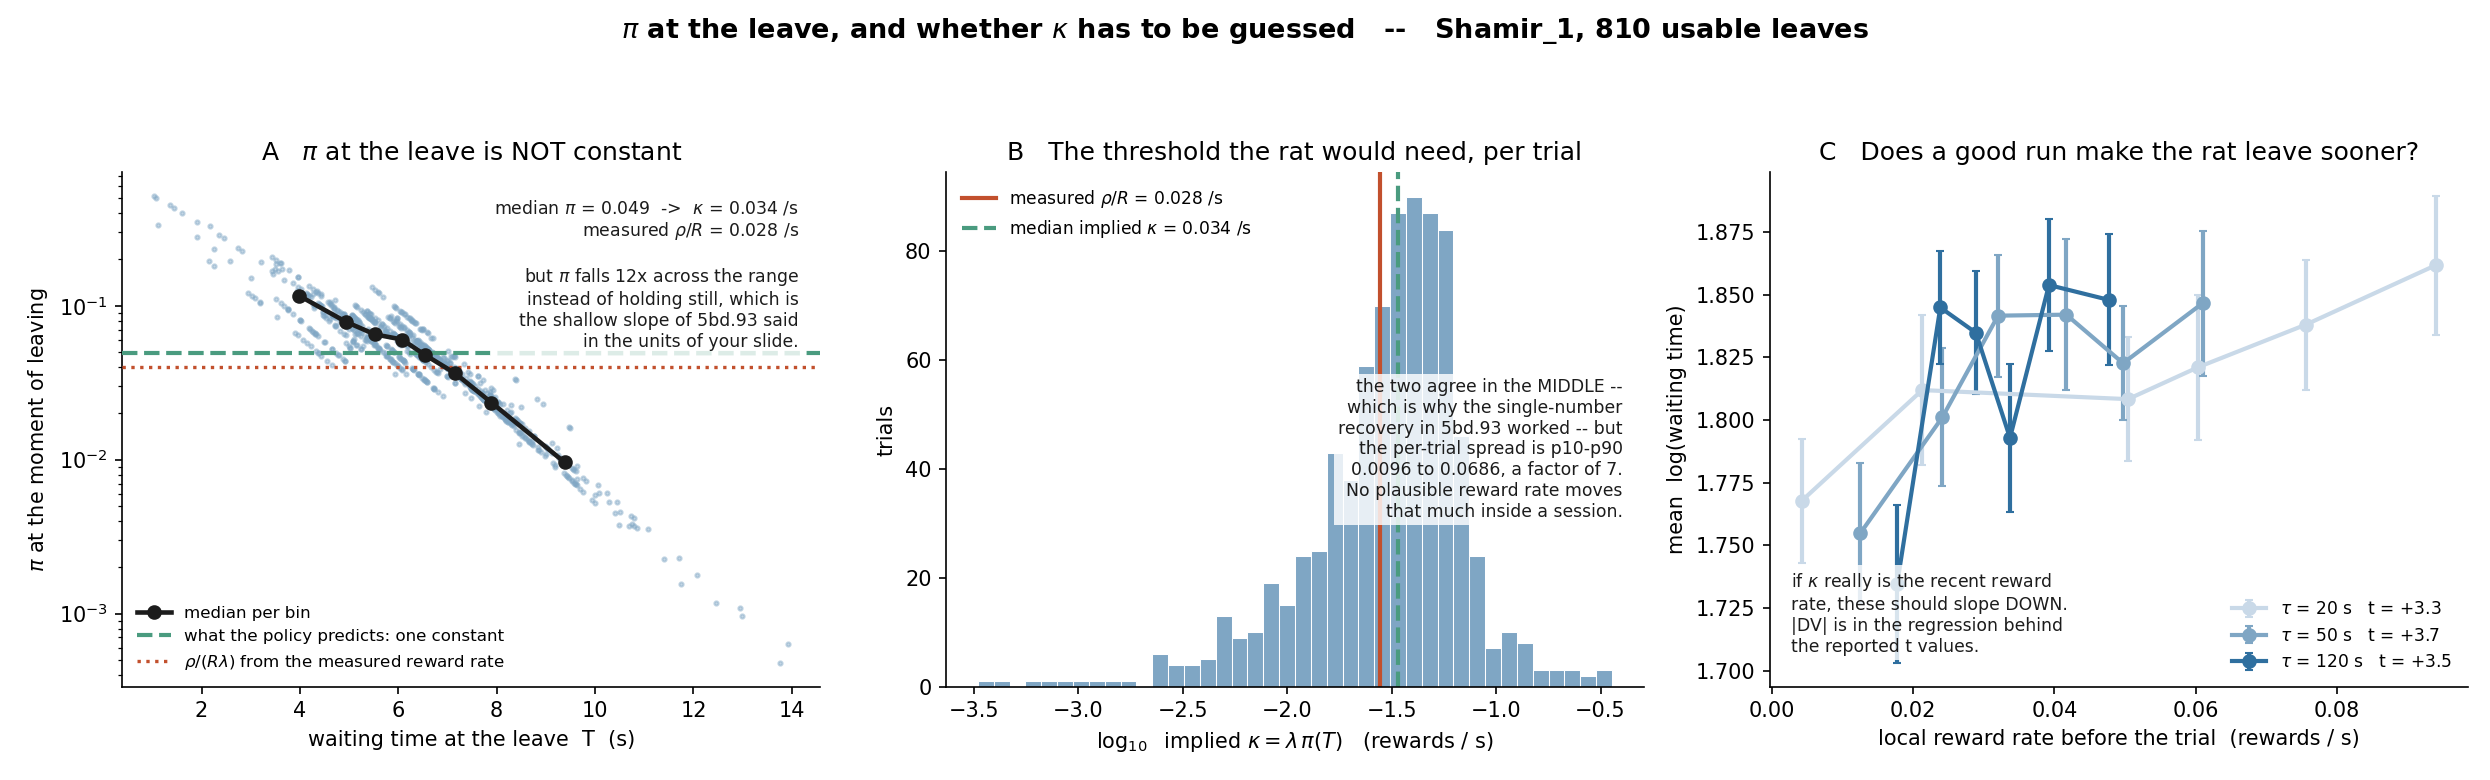 π at the leave, and whether κ has to be guessed -- Shamir_1, 810 usable leaves
A π at the leave is NOT constant
median π = 0.049 -> κ = 0.034 /s
measured ρ/R = 0.028 /s
but π falls 12x across the range
instead of holding still, which is
the shallow slope of 5bd.93 said
in the units of your slide.
π at the moment of leaving
10⁻¹
10⁻²
10⁻³
median per bin
what the policy predicts: one constant
ρ/(Rλ) from the measured reward rate
2 4 6 8 10 12 14
waiting time at the leave T (s)
B The threshold the rat would need, per trial
measured ρ/R = 0.028 /s
median implied κ = 0.034 /s
the two agree in the MIDDLE --
which is why the single-number
recovery in 5bd.93 worked -- but
the per-trial spread is p10-p90
0.0096 to 0.0686, a factor of 7.
No plausible reward rate moves
that much inside a session.
trials
80
60
40
20
0
−3.5 −3.0 −2.5 −2.0 −1.5 −1.0 −0.5
log₁₀ implied κ = λ π(T) (rewards / s)
C Does a good run make the rat leave sooner?
mean log(waiting time)
1.875
1.850
1.825
1.800
1.775
1.750
1.725
1.700
if κ really is the recent reward
rate, these should slope DOWN.
|DV| is in the regression behind
the reported t values.
τ = 20 s t = +3.3
τ = 50 s t = +3.7
τ = 120 s t = +3.5
0.00 0.02 0.04 0.06 0.08
local reward rate before the trial (rewards / s)